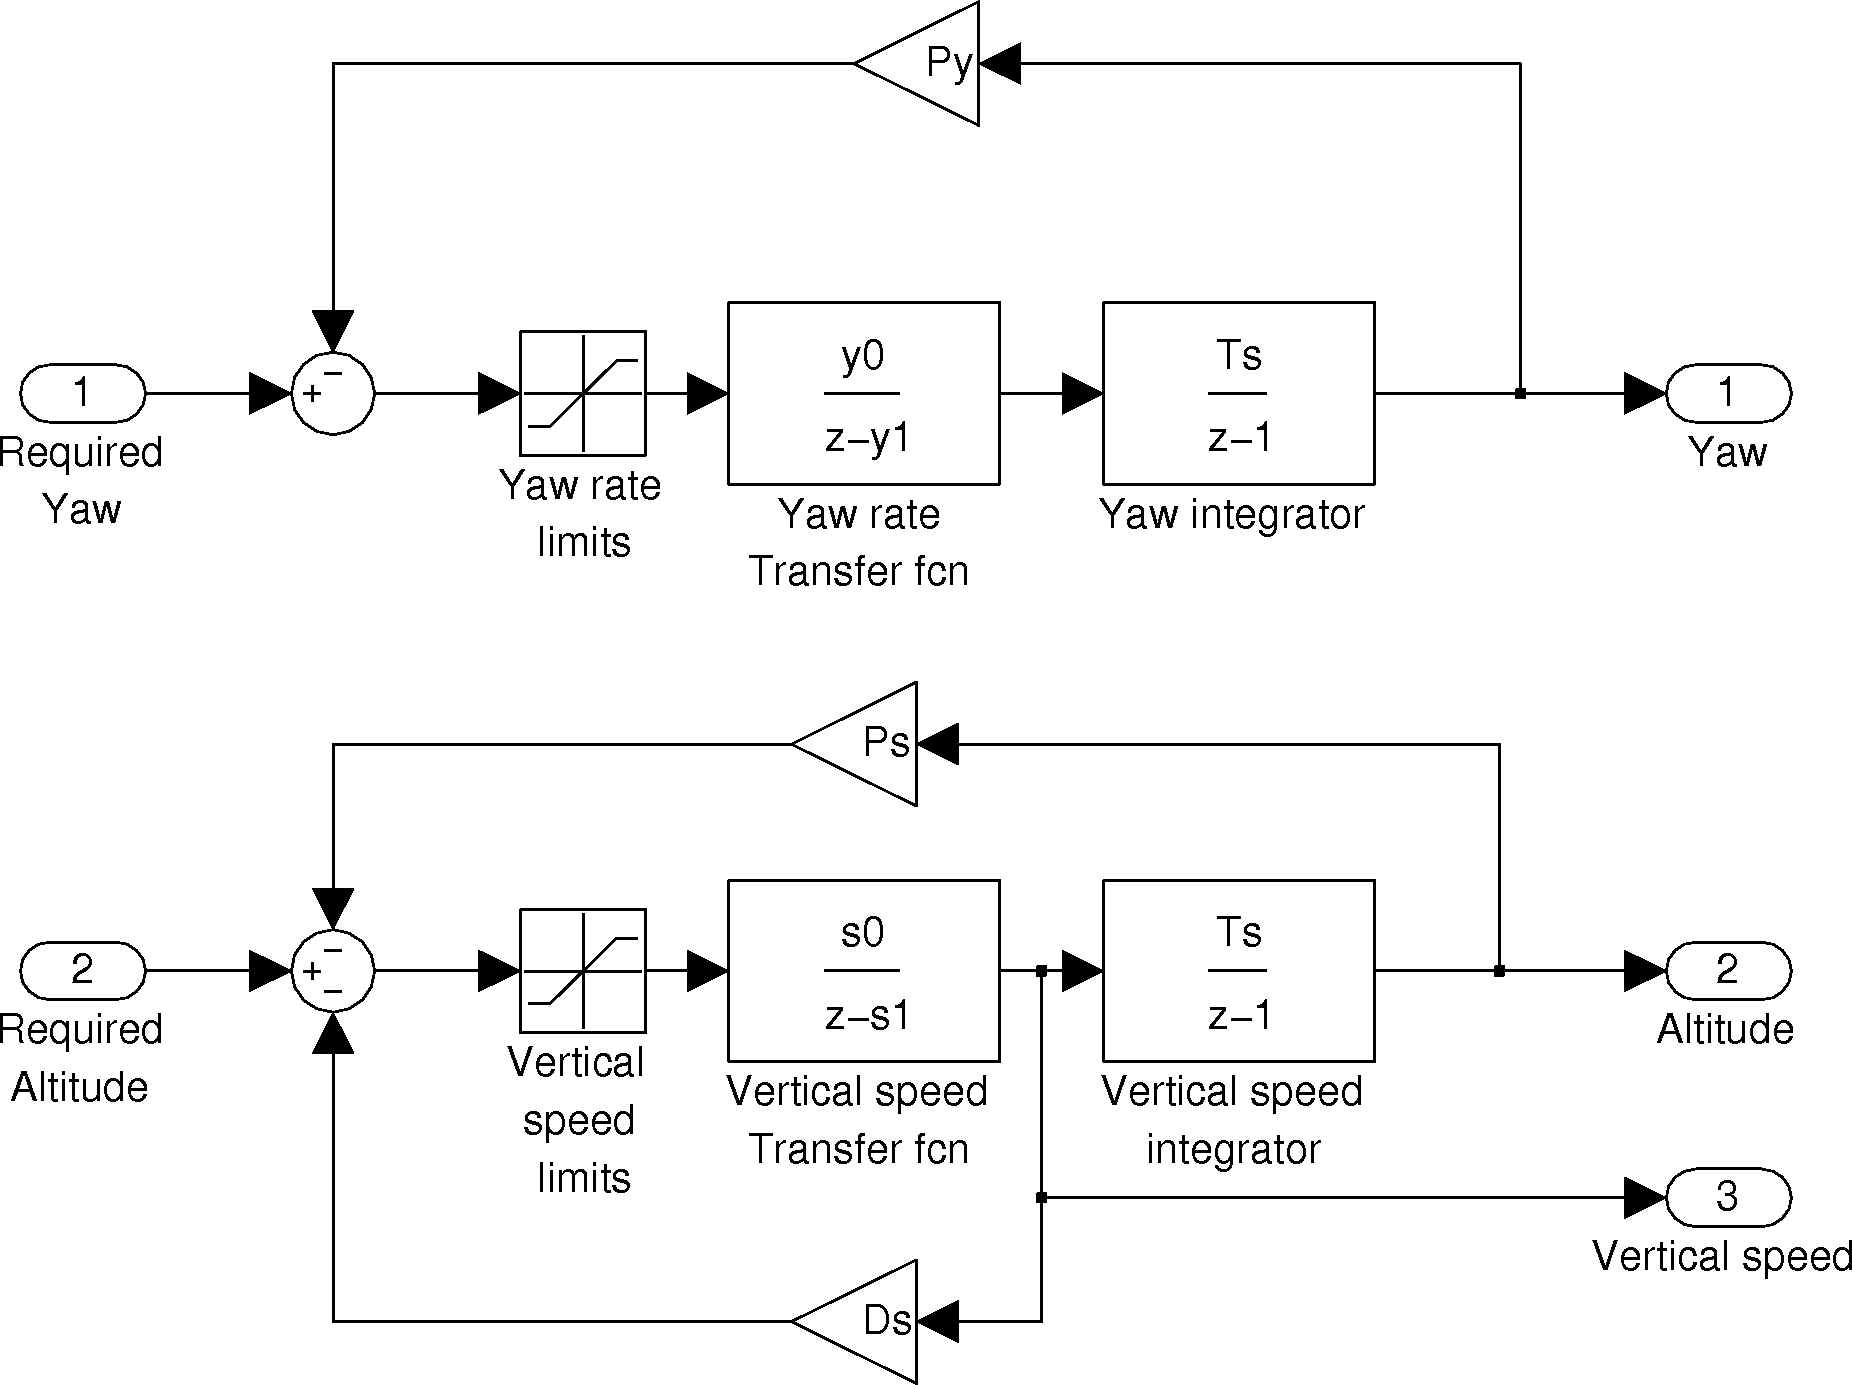 Py
1
Required
Yaw
+
−
Yaw rate
limits
y0
z−y1
Yaw rate
Transfer fcn
Ts
z−1
Yaw integrator
1
Yaw
Ps
2
Required
Altitude
+
−
−
Vertical
speed
limits
s0
z−s1
Vertical speed
Transfer fcn
Ts
z−1
Vertical speed
integrator
2
Altitude
3
Vertical speed
Ds